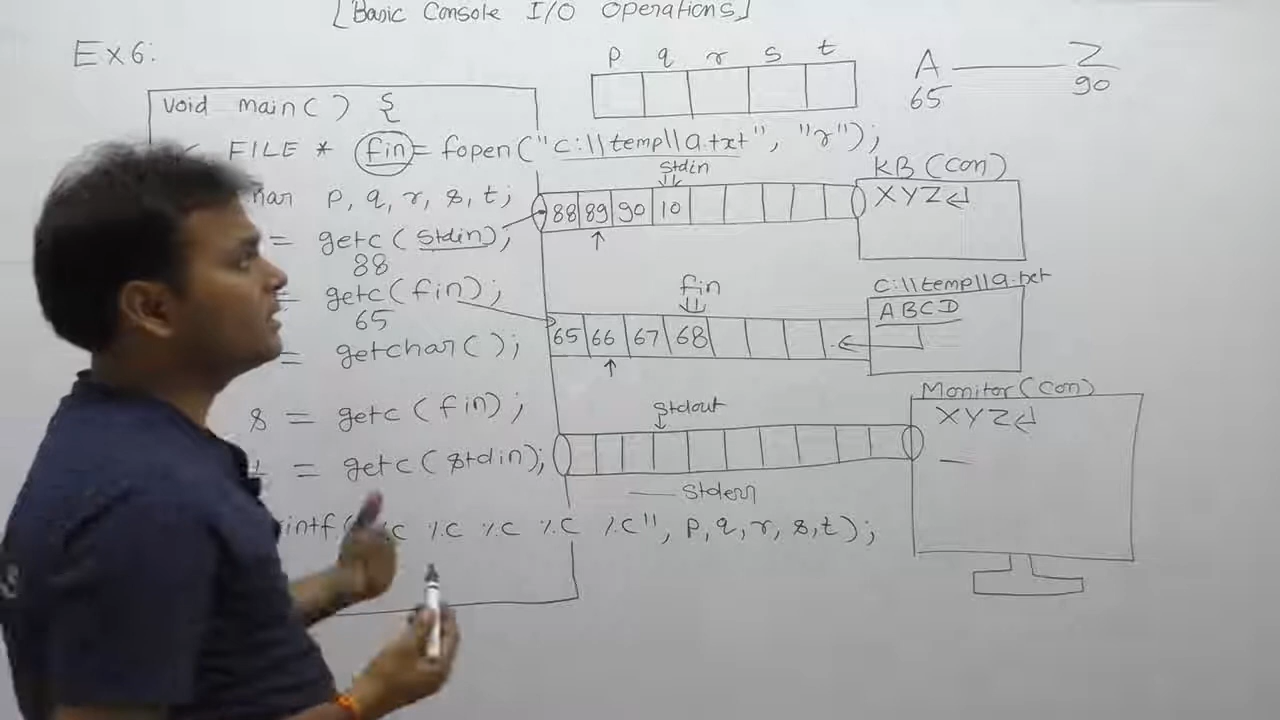 [Basic Console I/O Operations]
Ex6:
p q r s t
A Z
65 90
void main() {
FILE * fin = fopen("c:\\temp\\a.txt", "r");
p, q, r, s, t;
= getc(stdin);
88
= getc(fin);
65
= getchar();
s = getc(fin);
= getc(stdin);
%c %c %c %c", p, q, r, s, t);
stdin
88 89 90 10
KB (con)
XYZ↵
fin
65 66 67 68
c:\\temp\\a.txt
ABCD
stdout
stderr
Monitor (con)
XYZ↵